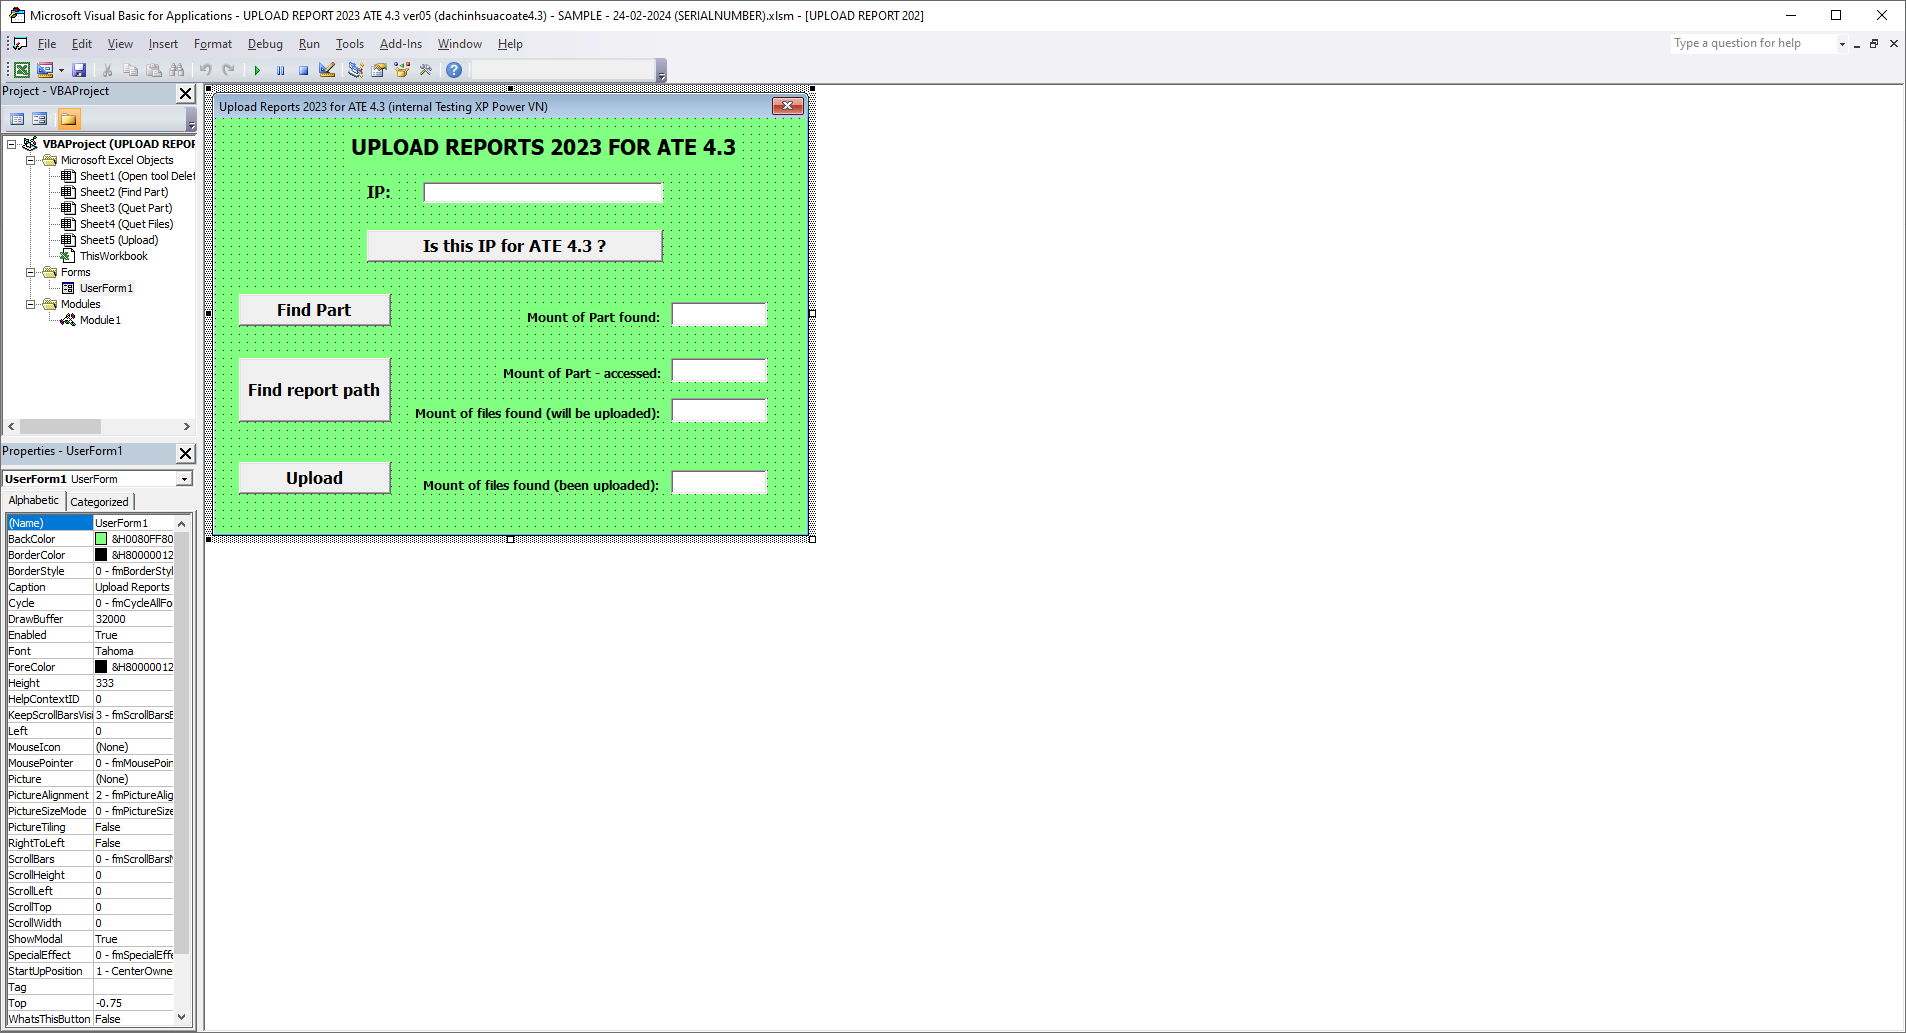 Microsoft Visual Basic for Applications - UPLOAD REPORT 2023 ATE 4.3 ver05 (dachinhsuacoate4.3) - SAMPLE - 24-02-2024 (SERIALNUMBER).xlsm - [UPLOAD REPORT 202]
File Edit View Insert Format Debug Run Tools Add-Ins Window Help
Type a question for help
Project - VBAProject
VBAProject (UPLOAD REPOR
Microsoft Excel Objects
Sheet1 (Open tool Delet
Sheet2 (Find Part)
Sheet3 (Quet Part)
Sheet4 (Quet Files)
Sheet5 (Upload)
ThisWorkbook
Forms
UserForm1
Modules
Module1
Upload Reports 2023 for ATE 4.3 (internal Testing XP Power VN)
UPLOAD REPORTS 2023 FOR ATE 4.3
IP:
Is this IP for ATE 4.3 ?
Find Part
Mount of Part found:
Mount of Part - accessed:
Find report path
Mount of files found (will be uploaded):
Upload
Mount of files found (been uploaded):
Properties - UserForm1
UserForm1 UserForm
Alphabetic Categorized
(Name) UserForm1
BackColor &H0080FF80
BorderColor &H80000012
BorderStyle 0 - fmBorderStyl
Caption Upload Reports
Cycle 0 - fmCycleAllFo
DrawBuffer 32000
Enabled True
Font Tahoma
ForeColor &H80000012
Height 333
HelpContextID 0
KeepScrollBarsVisi 3 - fmScrollBarsB
Left 0
MouseIcon (None)
MousePointer 0 - fmMousePoin
Picture (None)
PictureAlignment 2 - fmPictureAlig
PictureSizeMode 0 - fmPictureSize
PictureTiling False
RightToLeft False
ScrollBars 0 - fmScrollBarsN
ScrollHeight 0
ScrollLeft 0
ScrollTop 0
ScrollWidth 0
ShowModal True
SpecialEffect 0 - fmSpecialEffe
StartUpPosition 1 - CenterOwne
Tag
Top -0.75
WhatsThisButton False